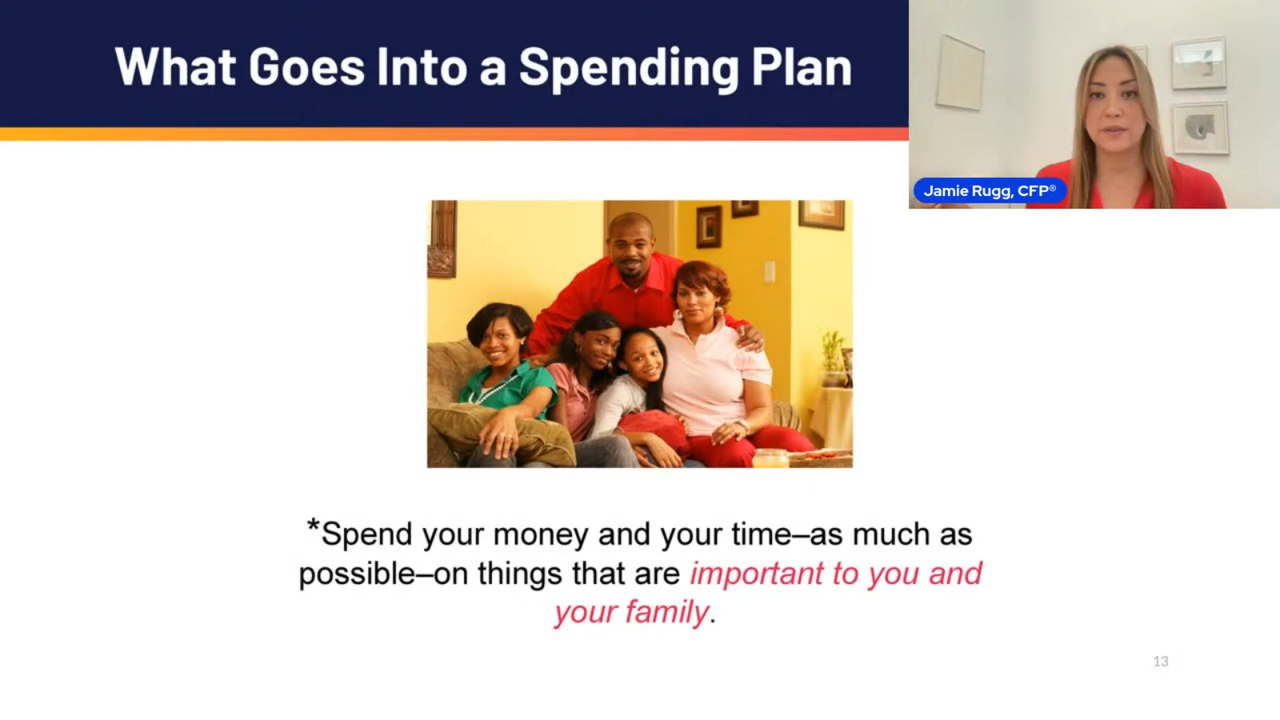 What Goes Into a Spending Plan
Jamie Rugg, CFP®
*Spend your money and your time–as much as
possible–on things that are important to you and
your family.
13